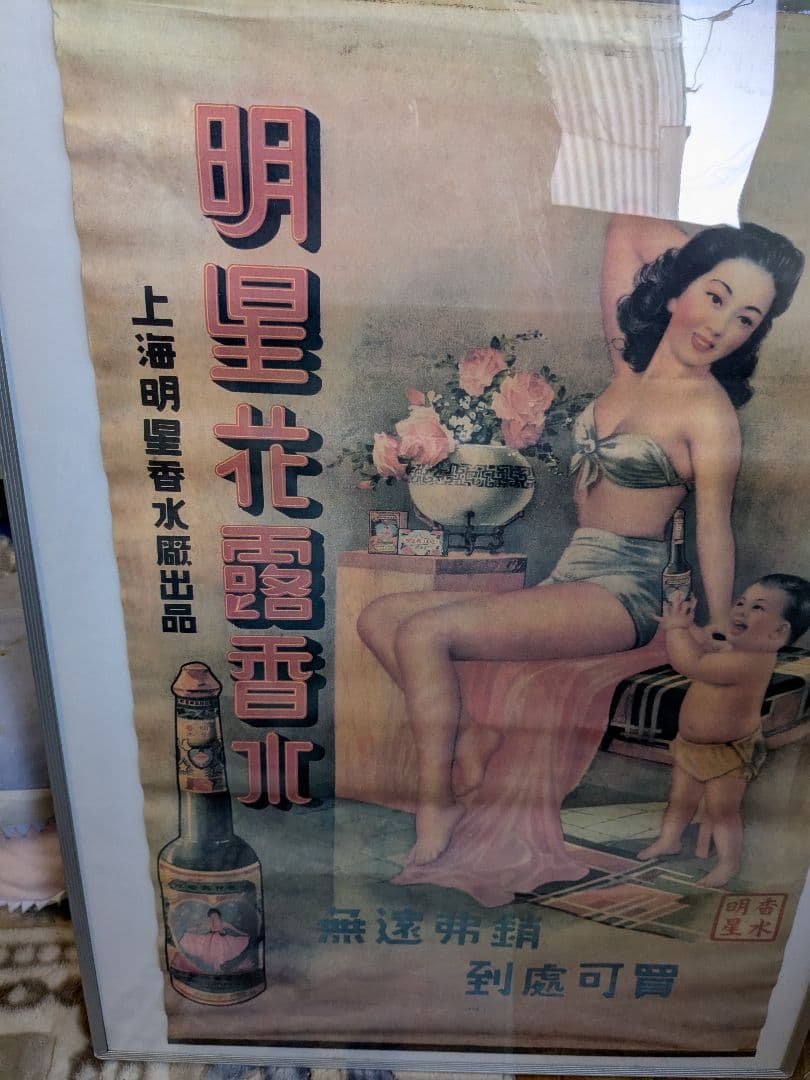 明星花露香水
上海明星香水廠出品
無遠弗銷
到處可買
香水
明星